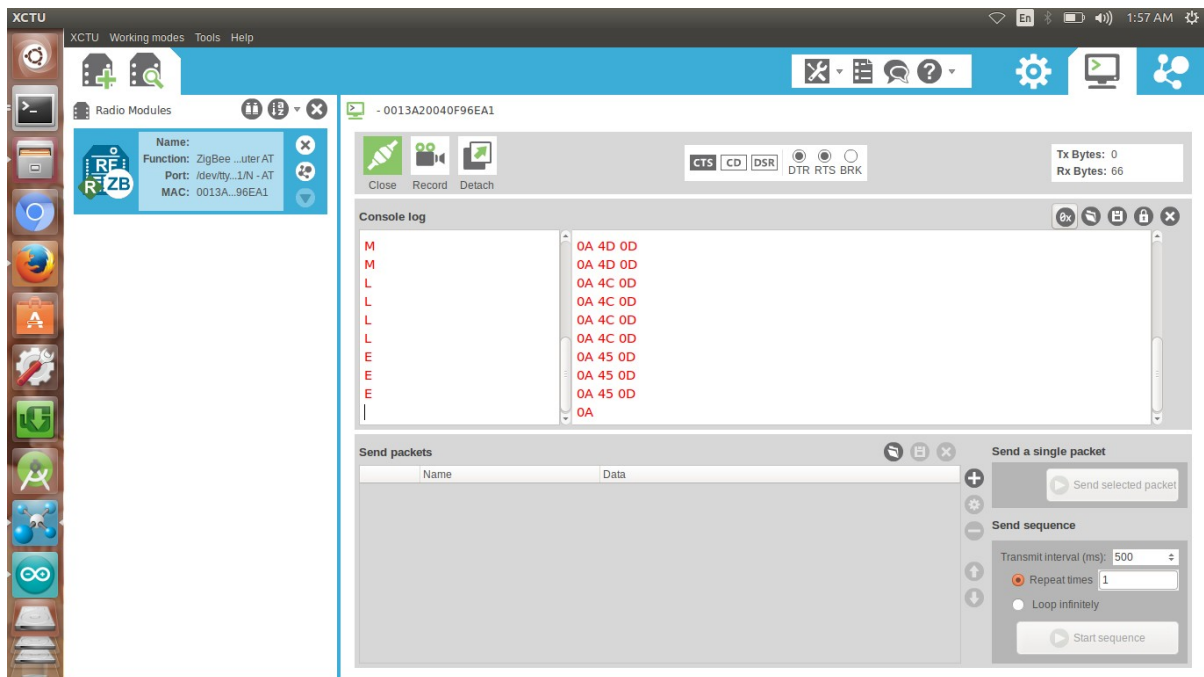 XCTU
En
1:57 AM
XCTU Working modes Tools Help
Radio Modules
- 0013A20040F96EA1
RF
R ZB
Name:
Function: ZigBee ...uter AT
Port: /dev/tty...1/N - AT
MAC: 0013A...96EA1
Close Record Detach
CTS CD DSR DTR RTS BRK
Tx Bytes: 0
Rx Bytes: 66
Console log
0x
M 0A 4D 0D
M 0A 4D 0D
L 0A 4C 0D
L 0A 4C 0D
L 0A 4C 0D
L 0A 4C 0D
E 0A 45 0D
E 0A 45 0D
E 0A 45 0D
0A
Send packets
Name Data
Send a single packet
Send selected packet
Send sequence
Transmit interval (ms): 500
Repeat times 1
Loop infinitely
Start sequence